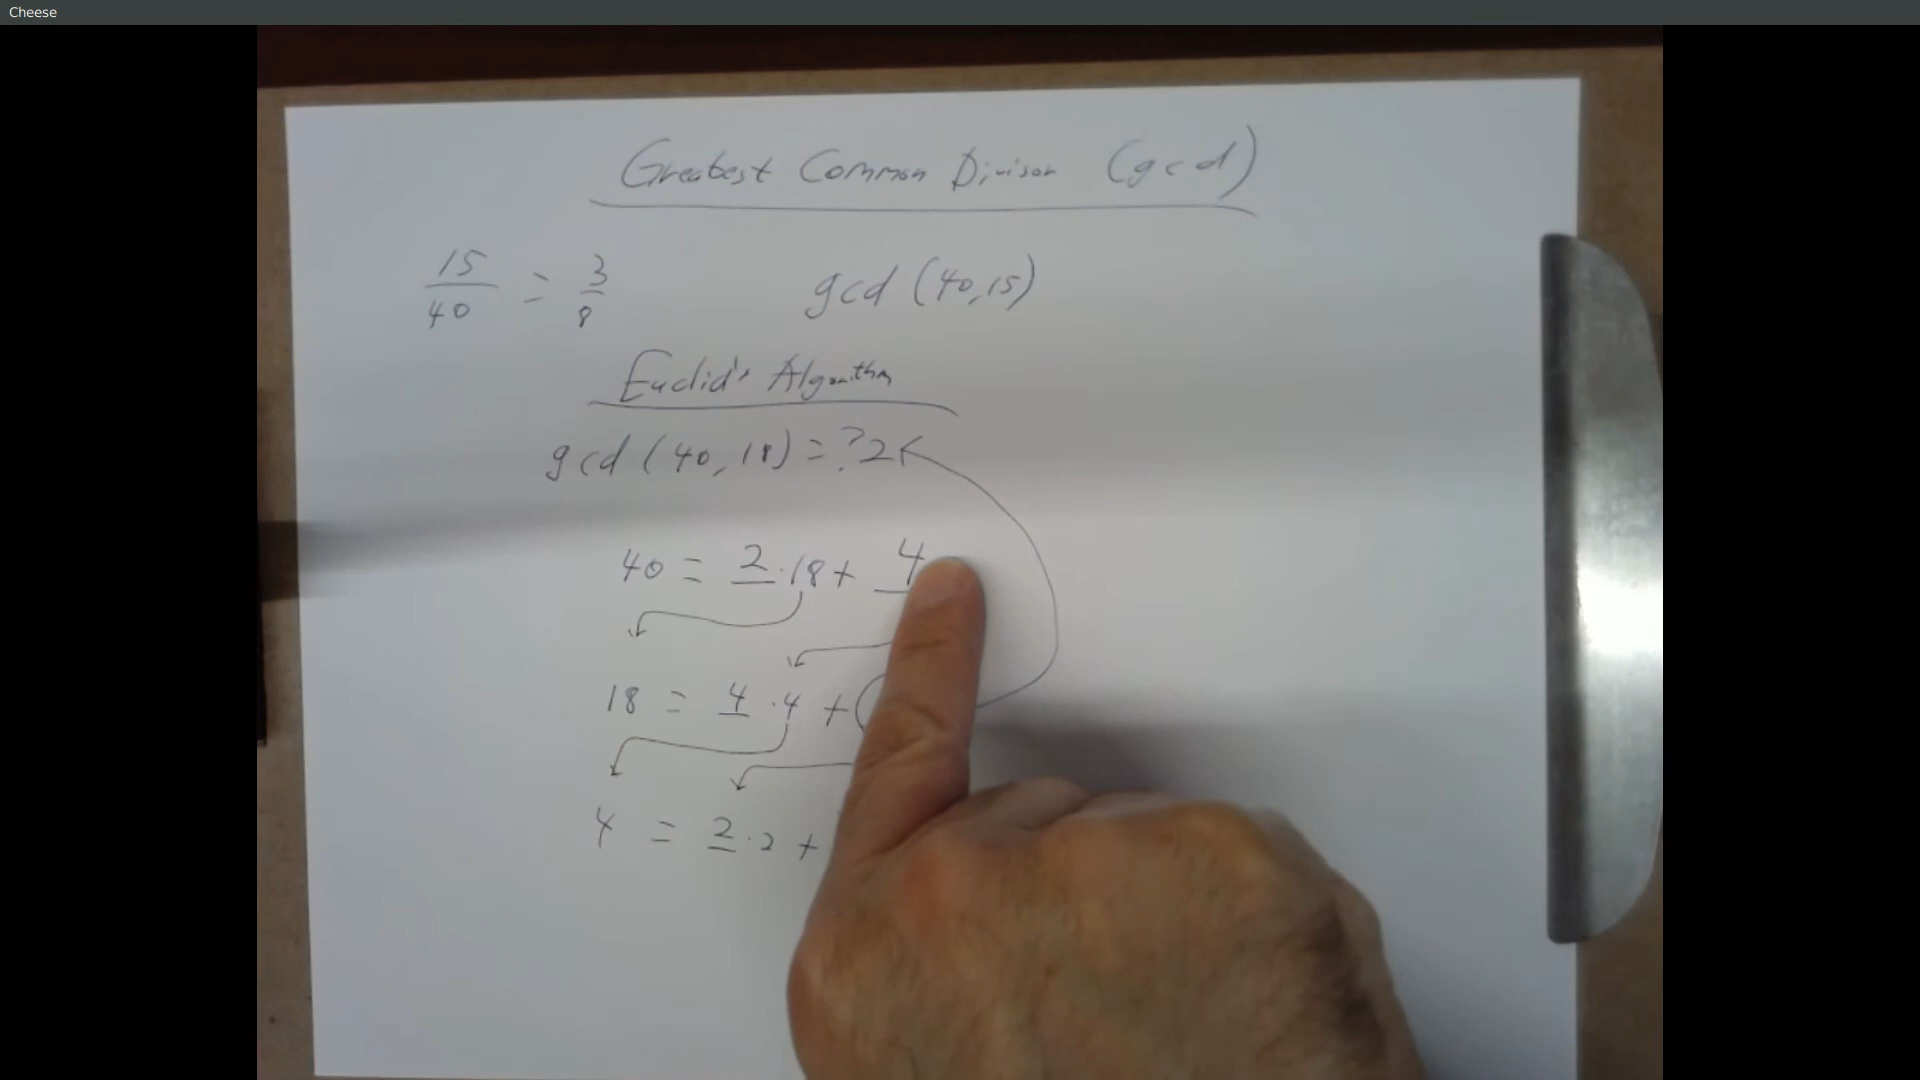 Cheese
Greatest Common Divisor (gcd)
15/40 = 3/8 gcd (40,15)
Euclid's Algorithm
gcd (40, 18) = ? 2
40 = 2 · 18 + 4
18 = 4 · 4 + (
4 = 2 · 2 +